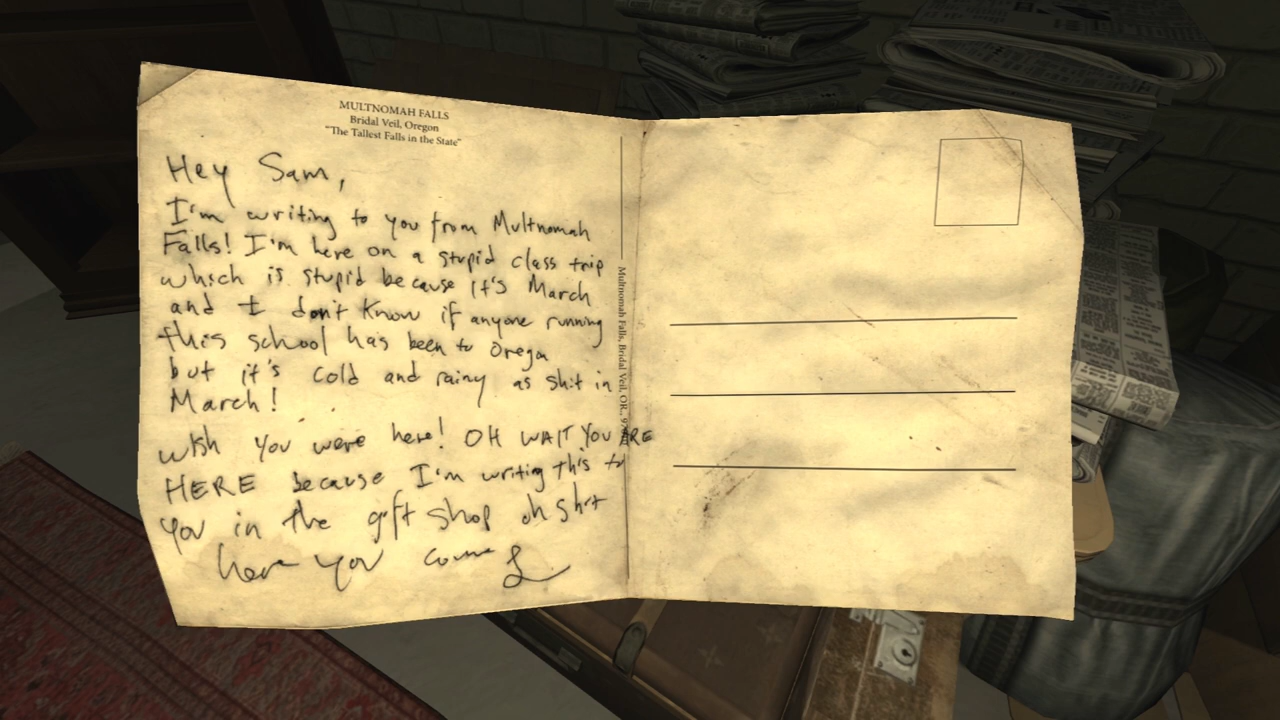 MULTNOMAH FALLS
Bridal Veil, Oregon
"The Tallest Falls in the State"
Hey Sam,
I'm writing to you from Multnomah
Falls! I'm here on a stupid class trip
which is stupid because it's March
and I don't know if anyone running
this school has been to Oregon
but it's cold and rainy as shit in
March!
wish you were here! OH WAIT YOU ARE
HERE because I'm writing this to
you in the gift shop oh shit
here you come
L
Multnomah Falls, Bridal Veil, OR.,